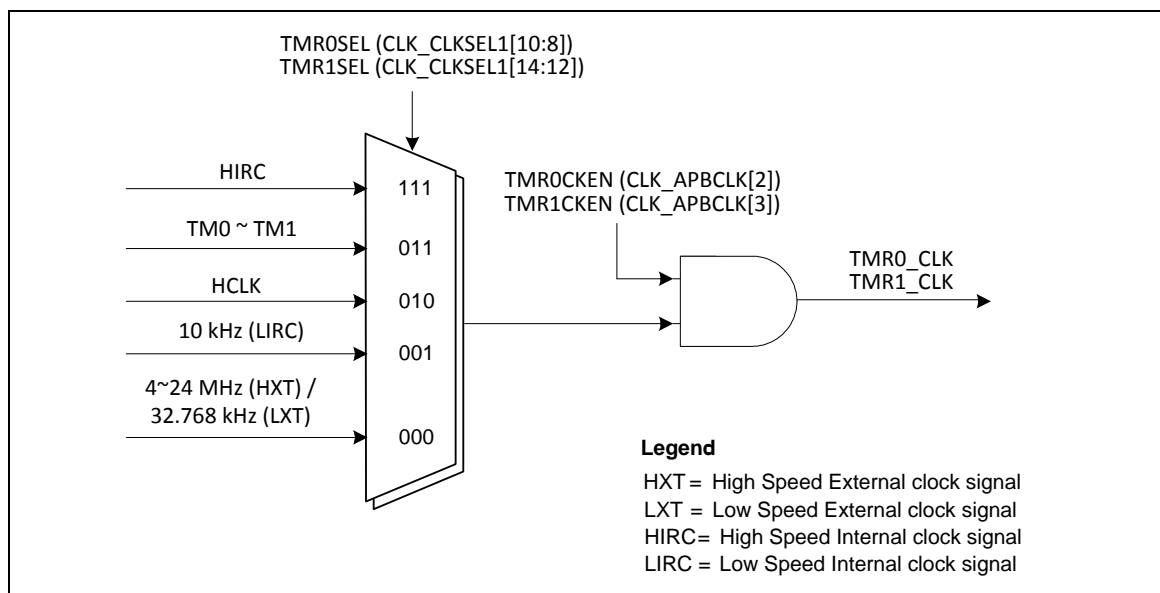 TMR0SEL (CLK_CLKSEL1[10:8])
TMR1SEL (CLK_CLKSEL1[14:12])
HIRC
111
TMR0CKEN (CLK_APBCLK[2])
TMR1CKEN (CLK_APBCLK[3])
TM0 ~ TM1
011
TMR0_CLK
TMR1_CLK
HCLK
010
10 kHz (LIRC)
001
4~24 MHz (HXT) /
32.768 kHz (LXT)
000
Legend
HXT = High Speed External clock signal
LXT = Low Speed External clock signal
HIRC= High Speed Internal clock signal
LIRC = Low Speed Internal clock signal